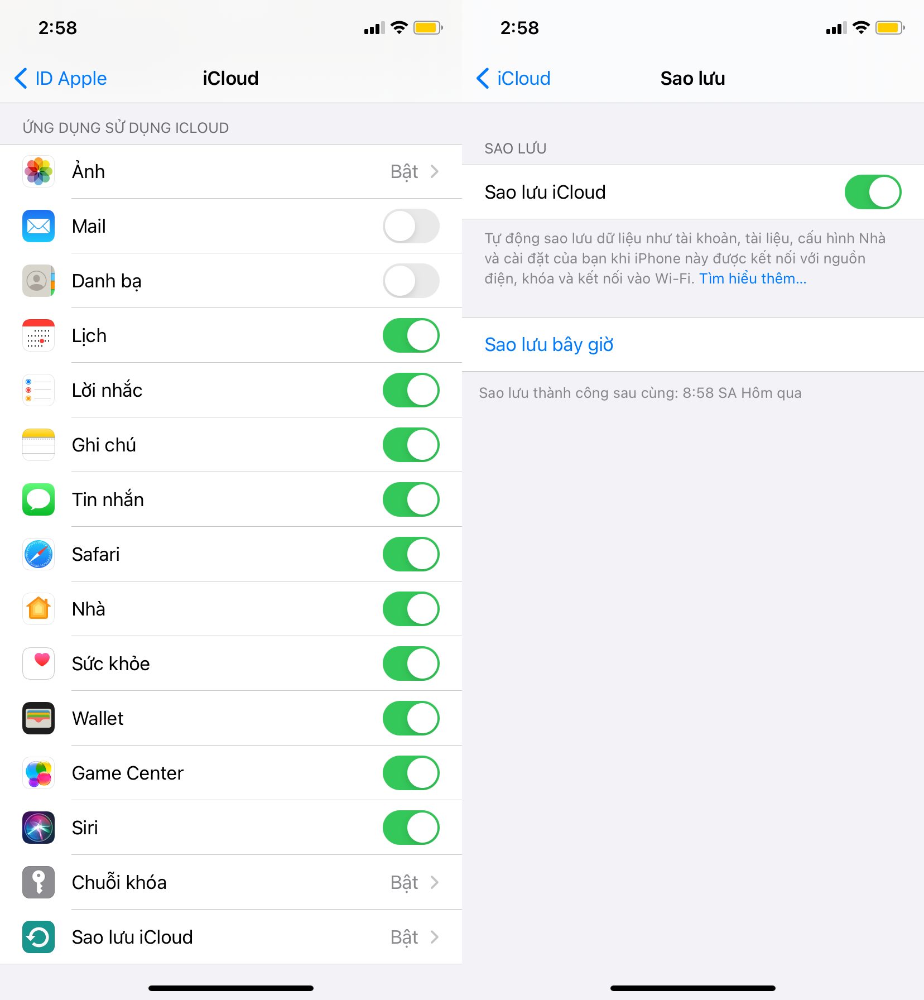 2:58
ID Apple
iCloud
ỨNG DỤNG SỬ DỤNG ICLOUD
Ảnh Bật
Mail
Danh bạ
Lịch
Lời nhắc
Ghi chú
Tin nhắn
Safari
Nhà
Sức khỏe
Wallet
Game Center
Siri
Chuỗi khóa Bật
Sao lưu iCloud Bật
2:58
iCloud
Sao lưu
SAO LƯU
Sao lưu iCloud
Tự động sao lưu dữ liệu như tài khoản, tài liệu, cấu hình Nhà
và cài đặt của bạn khi iPhone này được kết nối với nguồn
điện, khóa và kết nối vào Wi-Fi. Tìm hiểu thêm...
Sao lưu bây giờ
Sao lưu thành công sau cùng: 8:58 SA Hôm qua